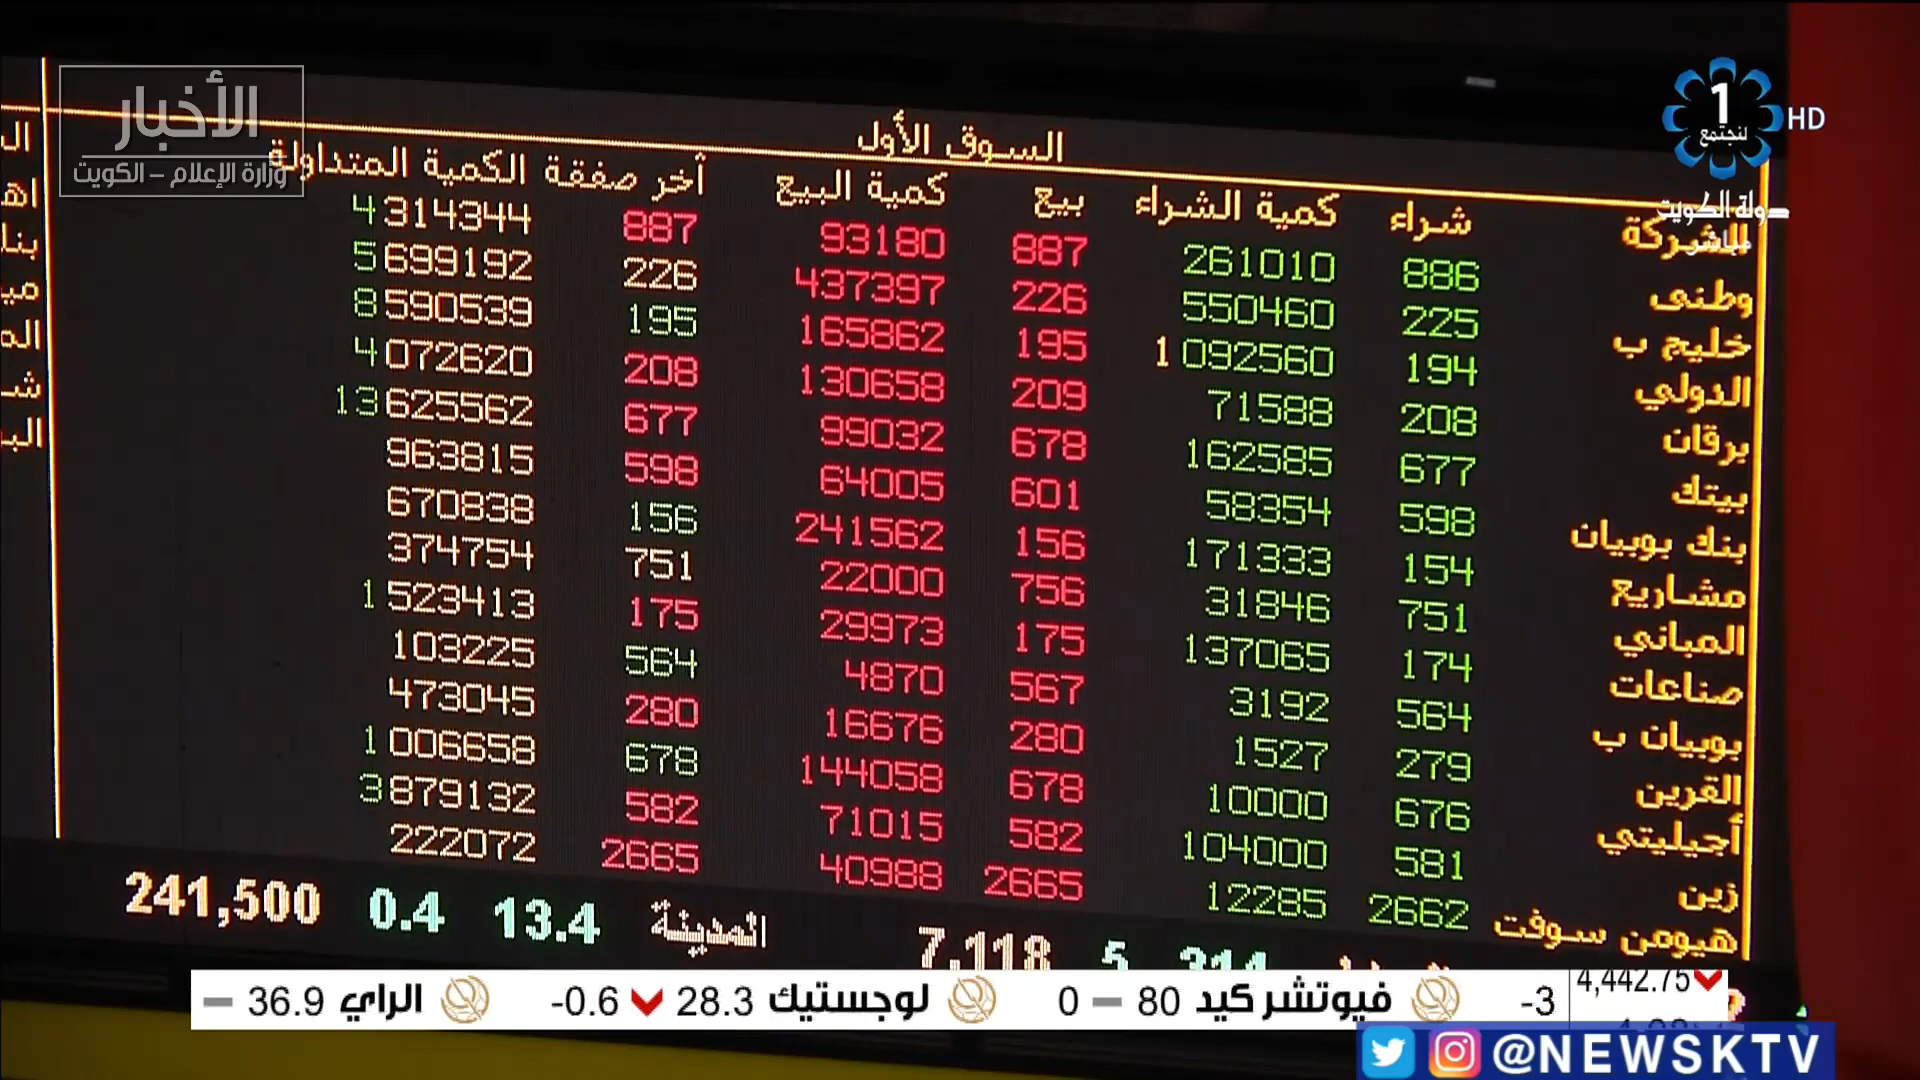 الأخبار
وزارة الإعلام – الكويت
1
لنجتمع
HD
دولة الكويت
مباشر
السوق الأول
الشركة شراء كمية الشراء بيع كمية البيع آخر صفقة الكمية المتداولة
وطني 886 261010 887 93180 887 4314344
خليج ب 225 550460 226 437397 226 5699192
الدولي 194 1092560 195 165862 195 8590539
برقان 208 71588 209 130658 208 4072620
بيتك 677 162585 678 99032 677 13625562
بنك بوبيان 598 58354 601 64005 598 963815
مشاريع 154 171333 156 241562 156 670838
المباني 751 31846 756 22000 751 374754
صناعات 174 137065 175 29973 175 1523413
بوبيان ب 564 3192 567 4870 564 103225
القرين 279 1527 280 16676 280 473045
أجيليتي 676 10000 678 144058 678 1006658
زين 581 104000 582 71015 582 3879132
هيومن سوفت 2662 12285 2665 40988 2665 222072
314 5 7,118
المدينة 13.4 0.4 241,500
4,442.75
-3
فيوتشر كيد 80 0
لوجستيك 28.3 -0.6
الراي 36.9
@NEWSKTV